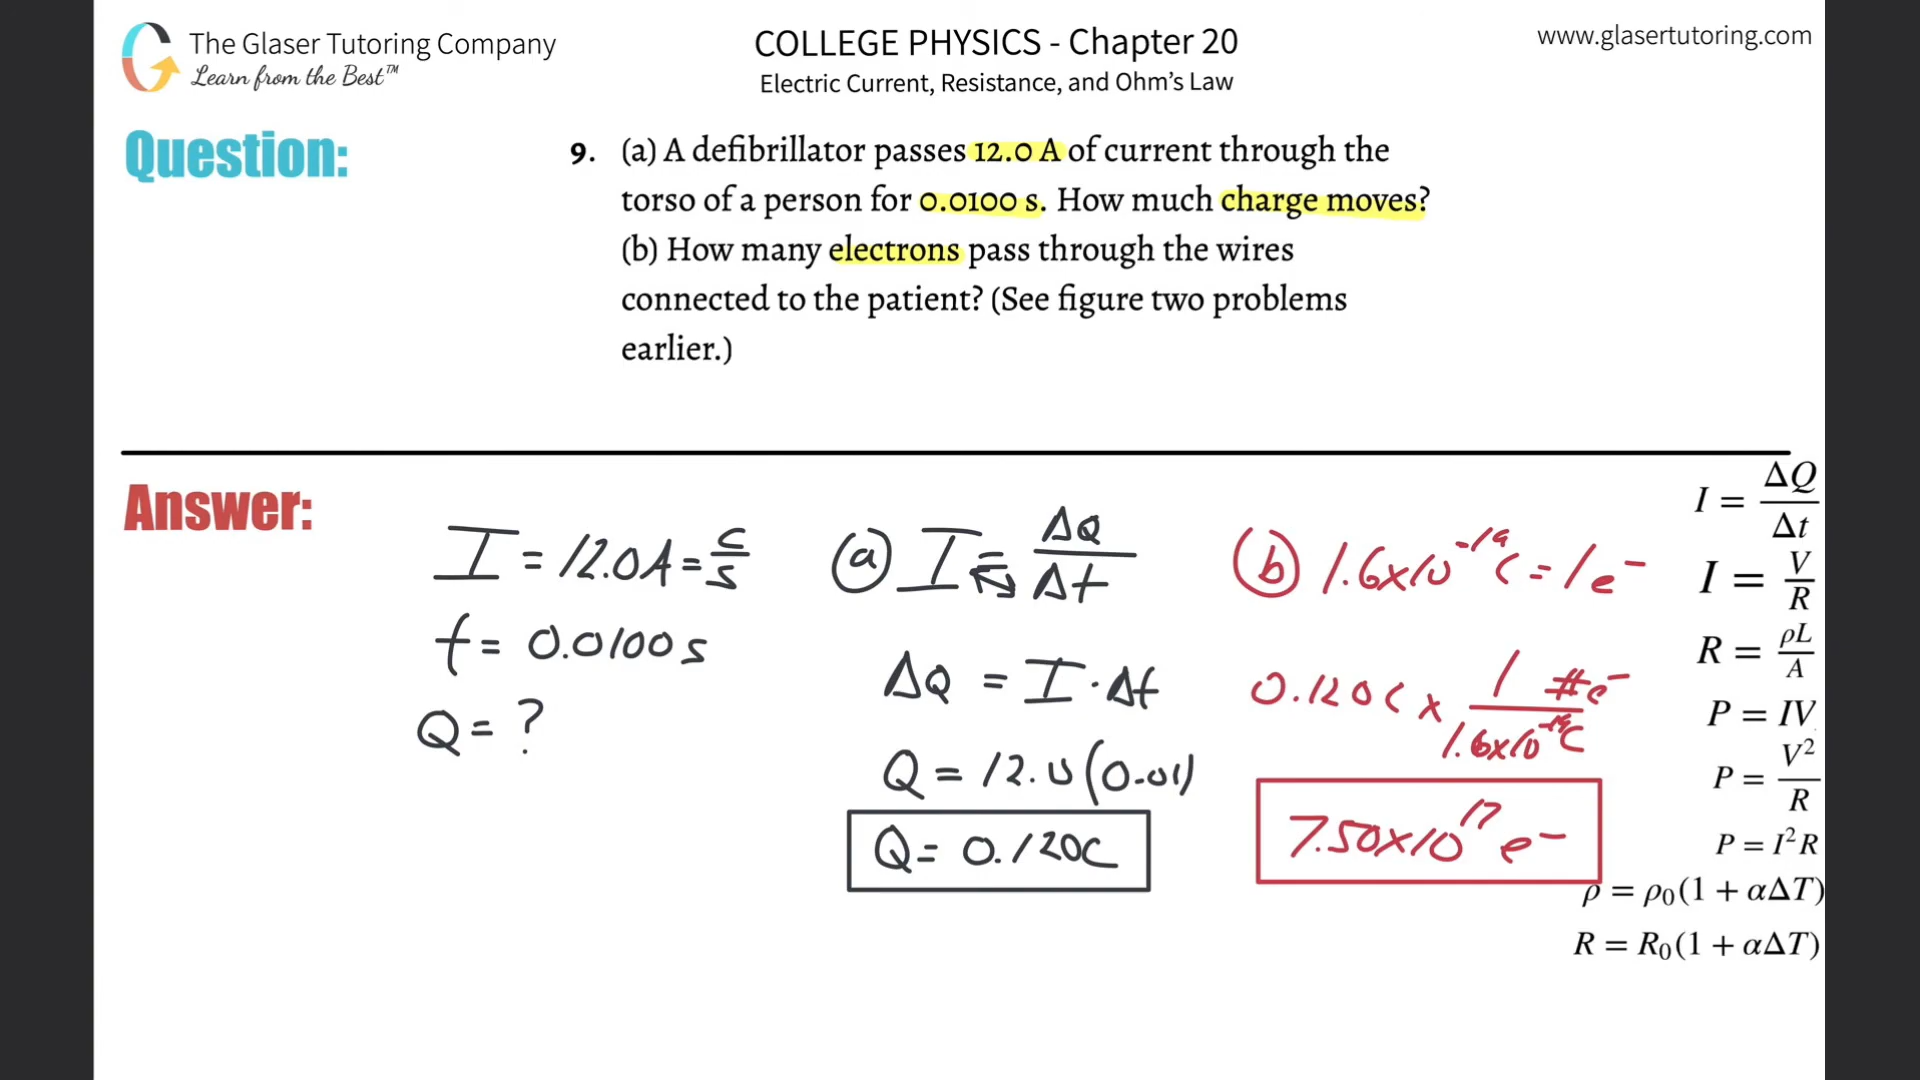 The Glaser Tutoring Company
Learn from the Best™
COLLEGE PHYSICS - Chapter 20
Electric Current, Resistance, and Ohm's Law
www.glasertutoring.com
Question:
9. (a) A defibrillator passes 12.0 A of current through the
torso of a person for 0.0100 s. How much charge moves?
(b) How many electrons pass through the wires
connected to the patient? (See figure two problems
earlier.)
Answer:
I = 12.0A = C/S
t = 0.0100 s
Q = ?
(a) I = ΔQ/Δt
ΔQ = I · Δt
Q = 12.0 (0.01)
Q = 0.120C
(b) 1.6x10⁻¹⁹ C = 1 e⁻
0.120 C x 1 #e⁻ / 1.6x10⁻¹⁹ C
7.50x10¹⁷ e⁻
I = ΔQ/Δt
I = V/R
R = ρL/A
P = IV
P = V²/R
P = I²R
ρ = ρ₀(1 + αΔT)
R = R₀(1 + αΔT)